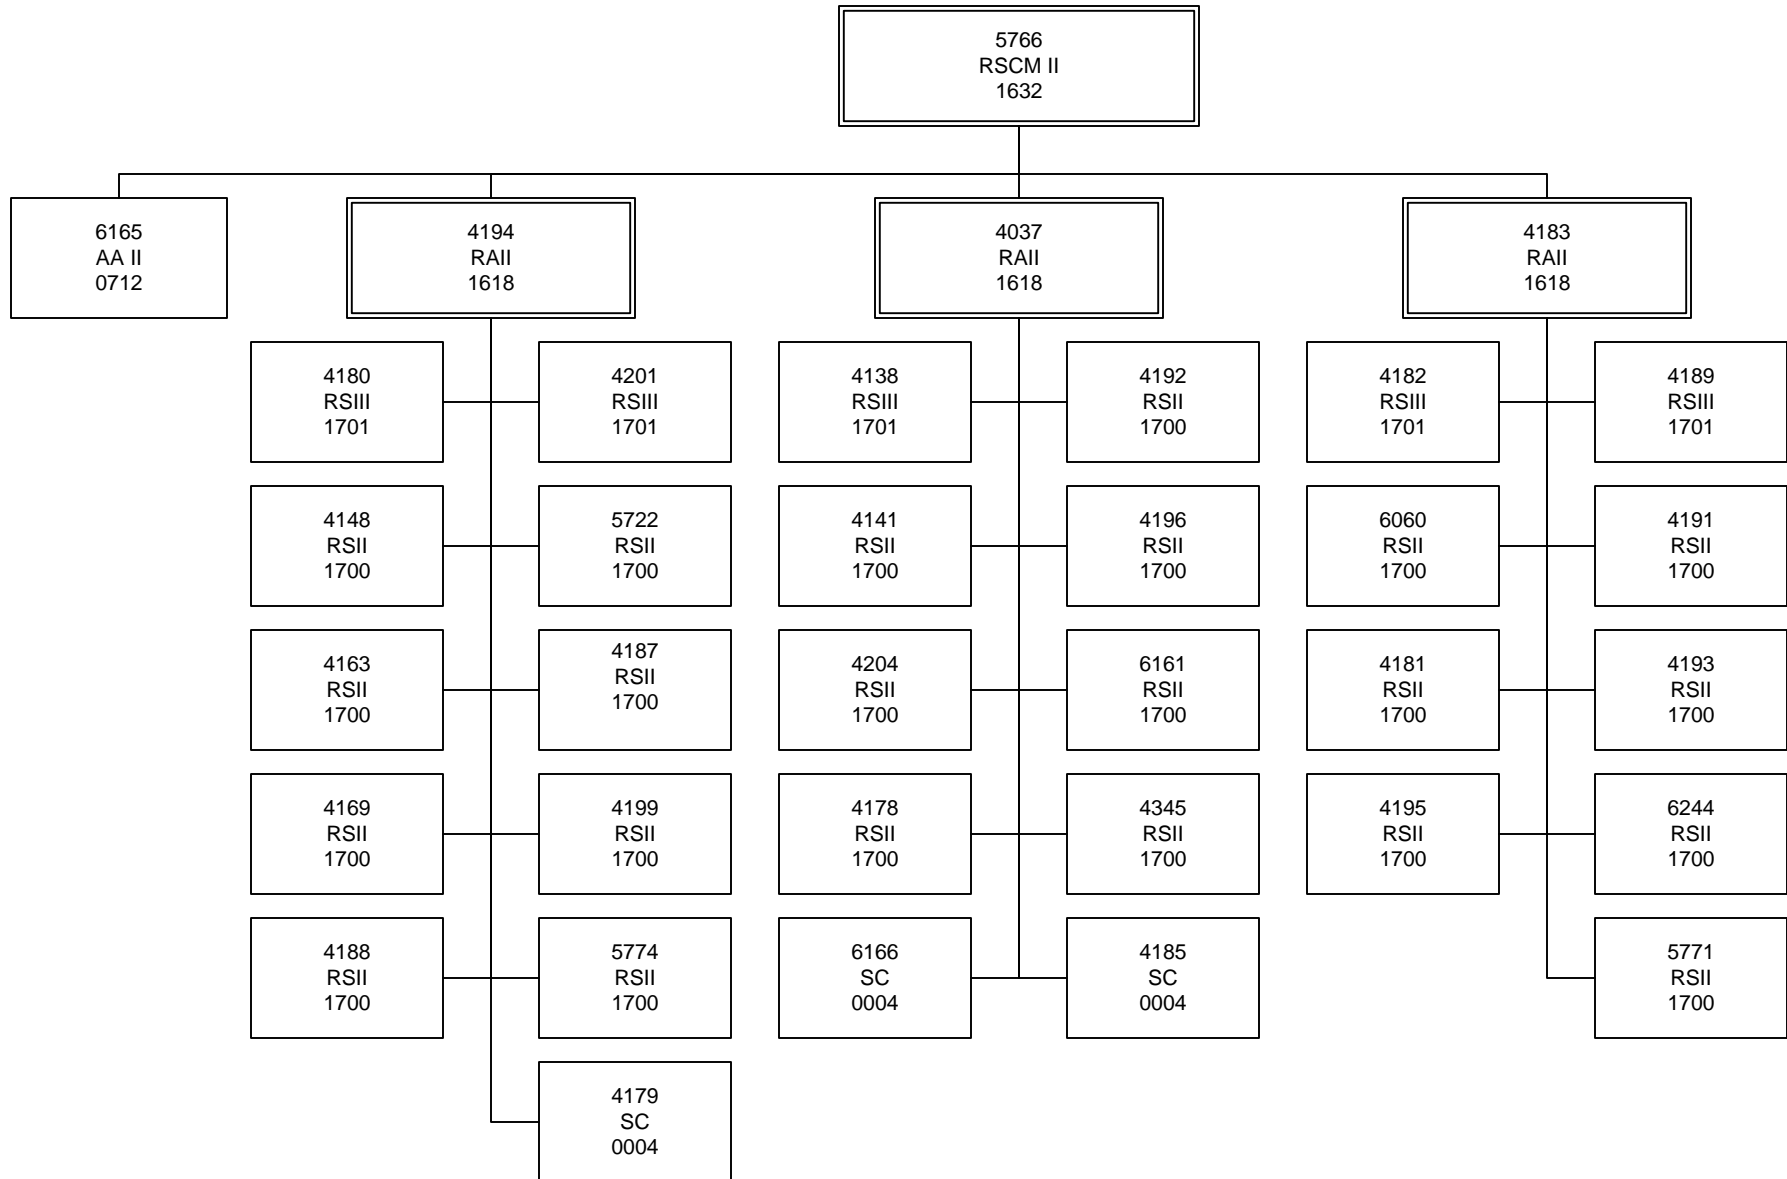 5766
RSCM II
1632
6165
AA II
0712
4194
RAII
1618
4037
RAII
1618
4183
RAII
1618
4180
RSIII
1701
4201
RSIII
1701
4138
RSIII
1701
4192
RSII
1700
4182
RSIII
1701
4189
RSIII
1701
4148
RSII
1700
5722
RSII
1700
4141
RSII
1700
4196
RSII
1700
6060
RSII
1700
4191
RSII
1700
4163
RSII
1700
4187
RSII
1700
4204
RSII
1700
6161
RSII
1700
4181
RSII
1700
4193
RSII
1700
4169
RSII
1700
4199
RSII
1700
4178
RSII
1700
4345
RSII
1700
4195
RSII
1700
6244
RSII
1700
4188
RSII
1700
5774
RSII
1700
6166
SC
0004
4185
SC
0004
5771
RSII
1700
4179
SC
0004